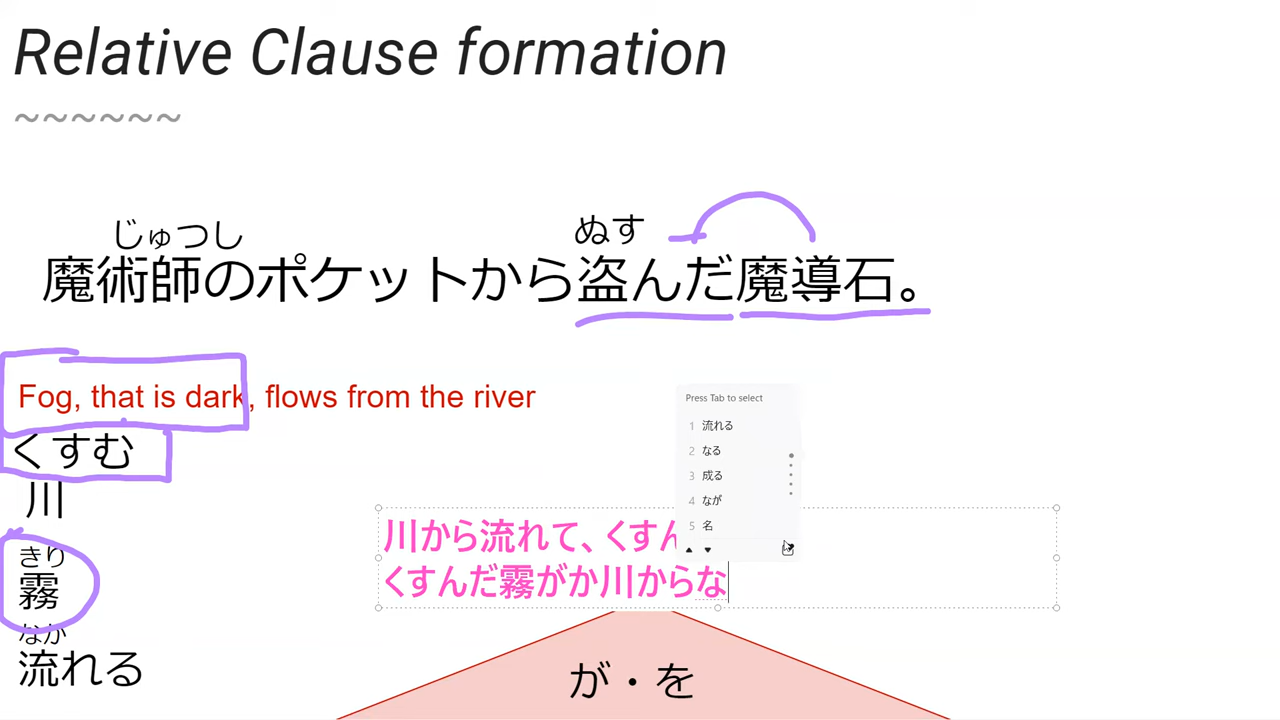 Relative Clause formation
~~~~~~
じゅつし
ぬす
魔術師のポケットから盗んだ魔導石。
Fog, that is dark, flows from the river
くすむ
川
きり
霧
なが
流れる
Press Tab to select
1 流れる
2 なる
3 成る
4 なが
5 名
川から流れて、くすん
くすんだ霧がか川からな
が・を